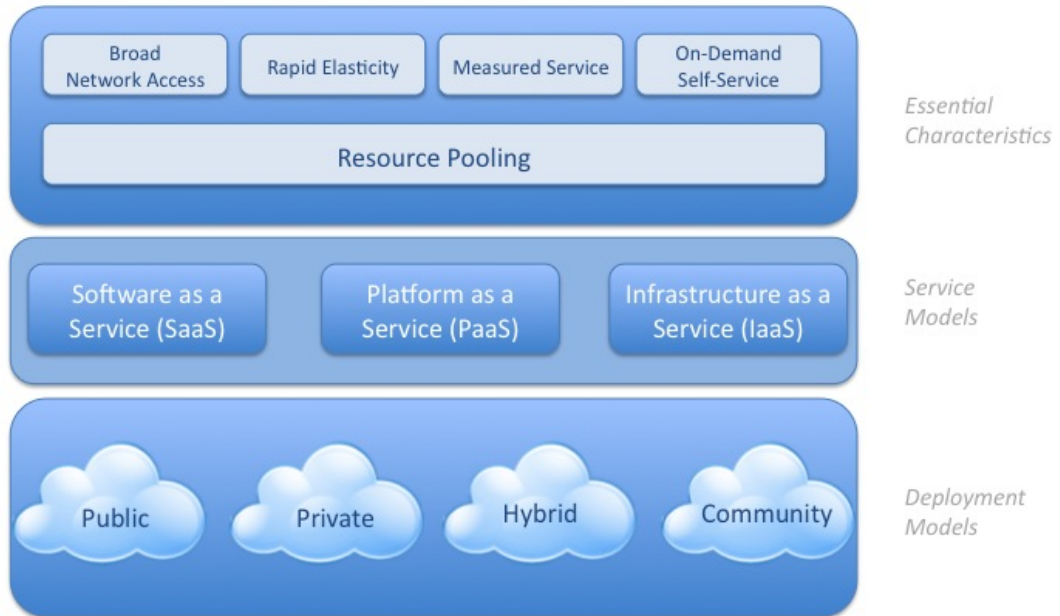 Broad
Network Access
Rapid Elasticity
Measured Service
On-Demand
Self-Service
Resource Pooling
Essential
Characteristics
Software as a
Service (SaaS)
Platform as a
Service (PaaS)
Infrastructure as a
Service (IaaS)
Service
Models
Public
Private
Hybrid
Community
Deployment
Models